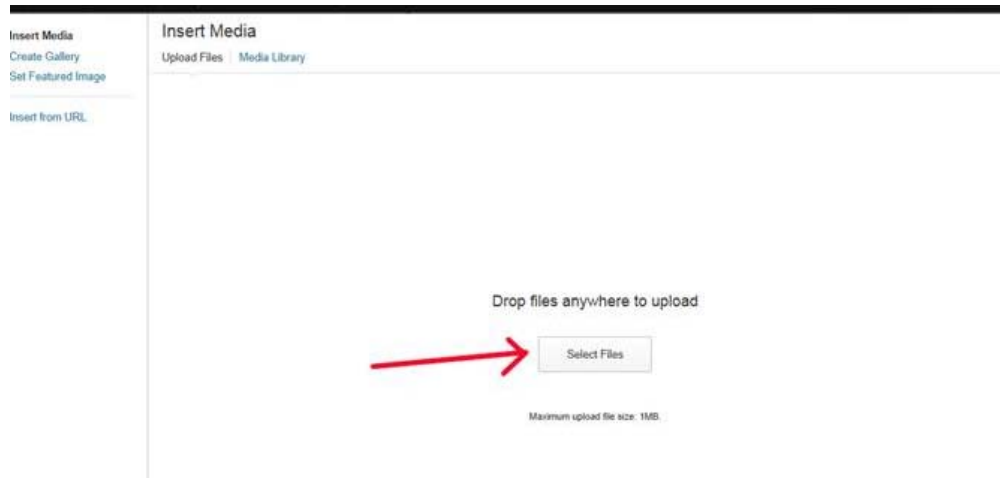 Insert Media
Create Gallery
Set Featured Image
Insert from URL
Insert Media
Upload Files Media Library
Drop files anywhere to upload
Select Files
Maximum upload file size: 1MB.